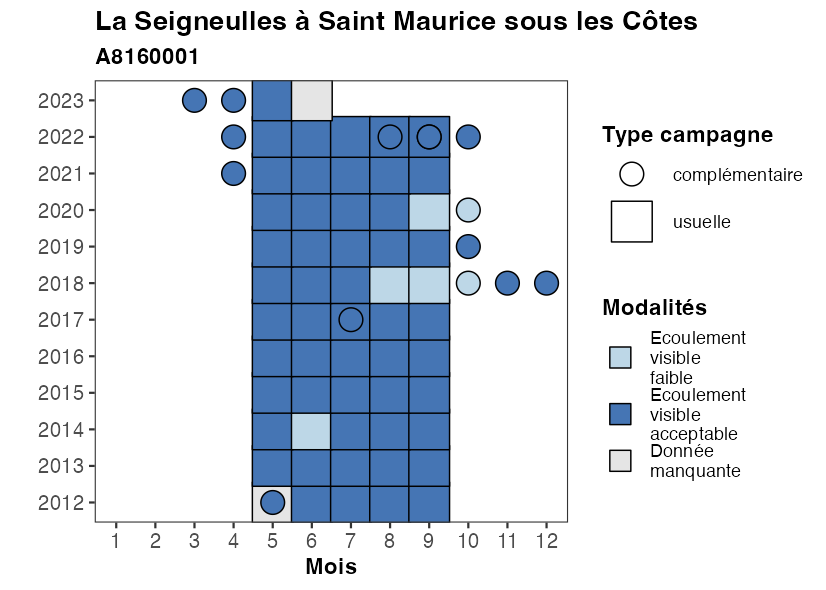 La Seigneulles à Saint Maurice sous les Côtes
A8160001
2023
2022
2021
2020
2019
2018
2017
2016
2015
2014
2013
2012
1 2 3 4 5 6 7 8 9 10 11 12
Mois
Type campagne
complémentaire
usuelle
Modalités
Ecoulement
visible
faible
Ecoulement
visible
acceptable
Donnée
manquante